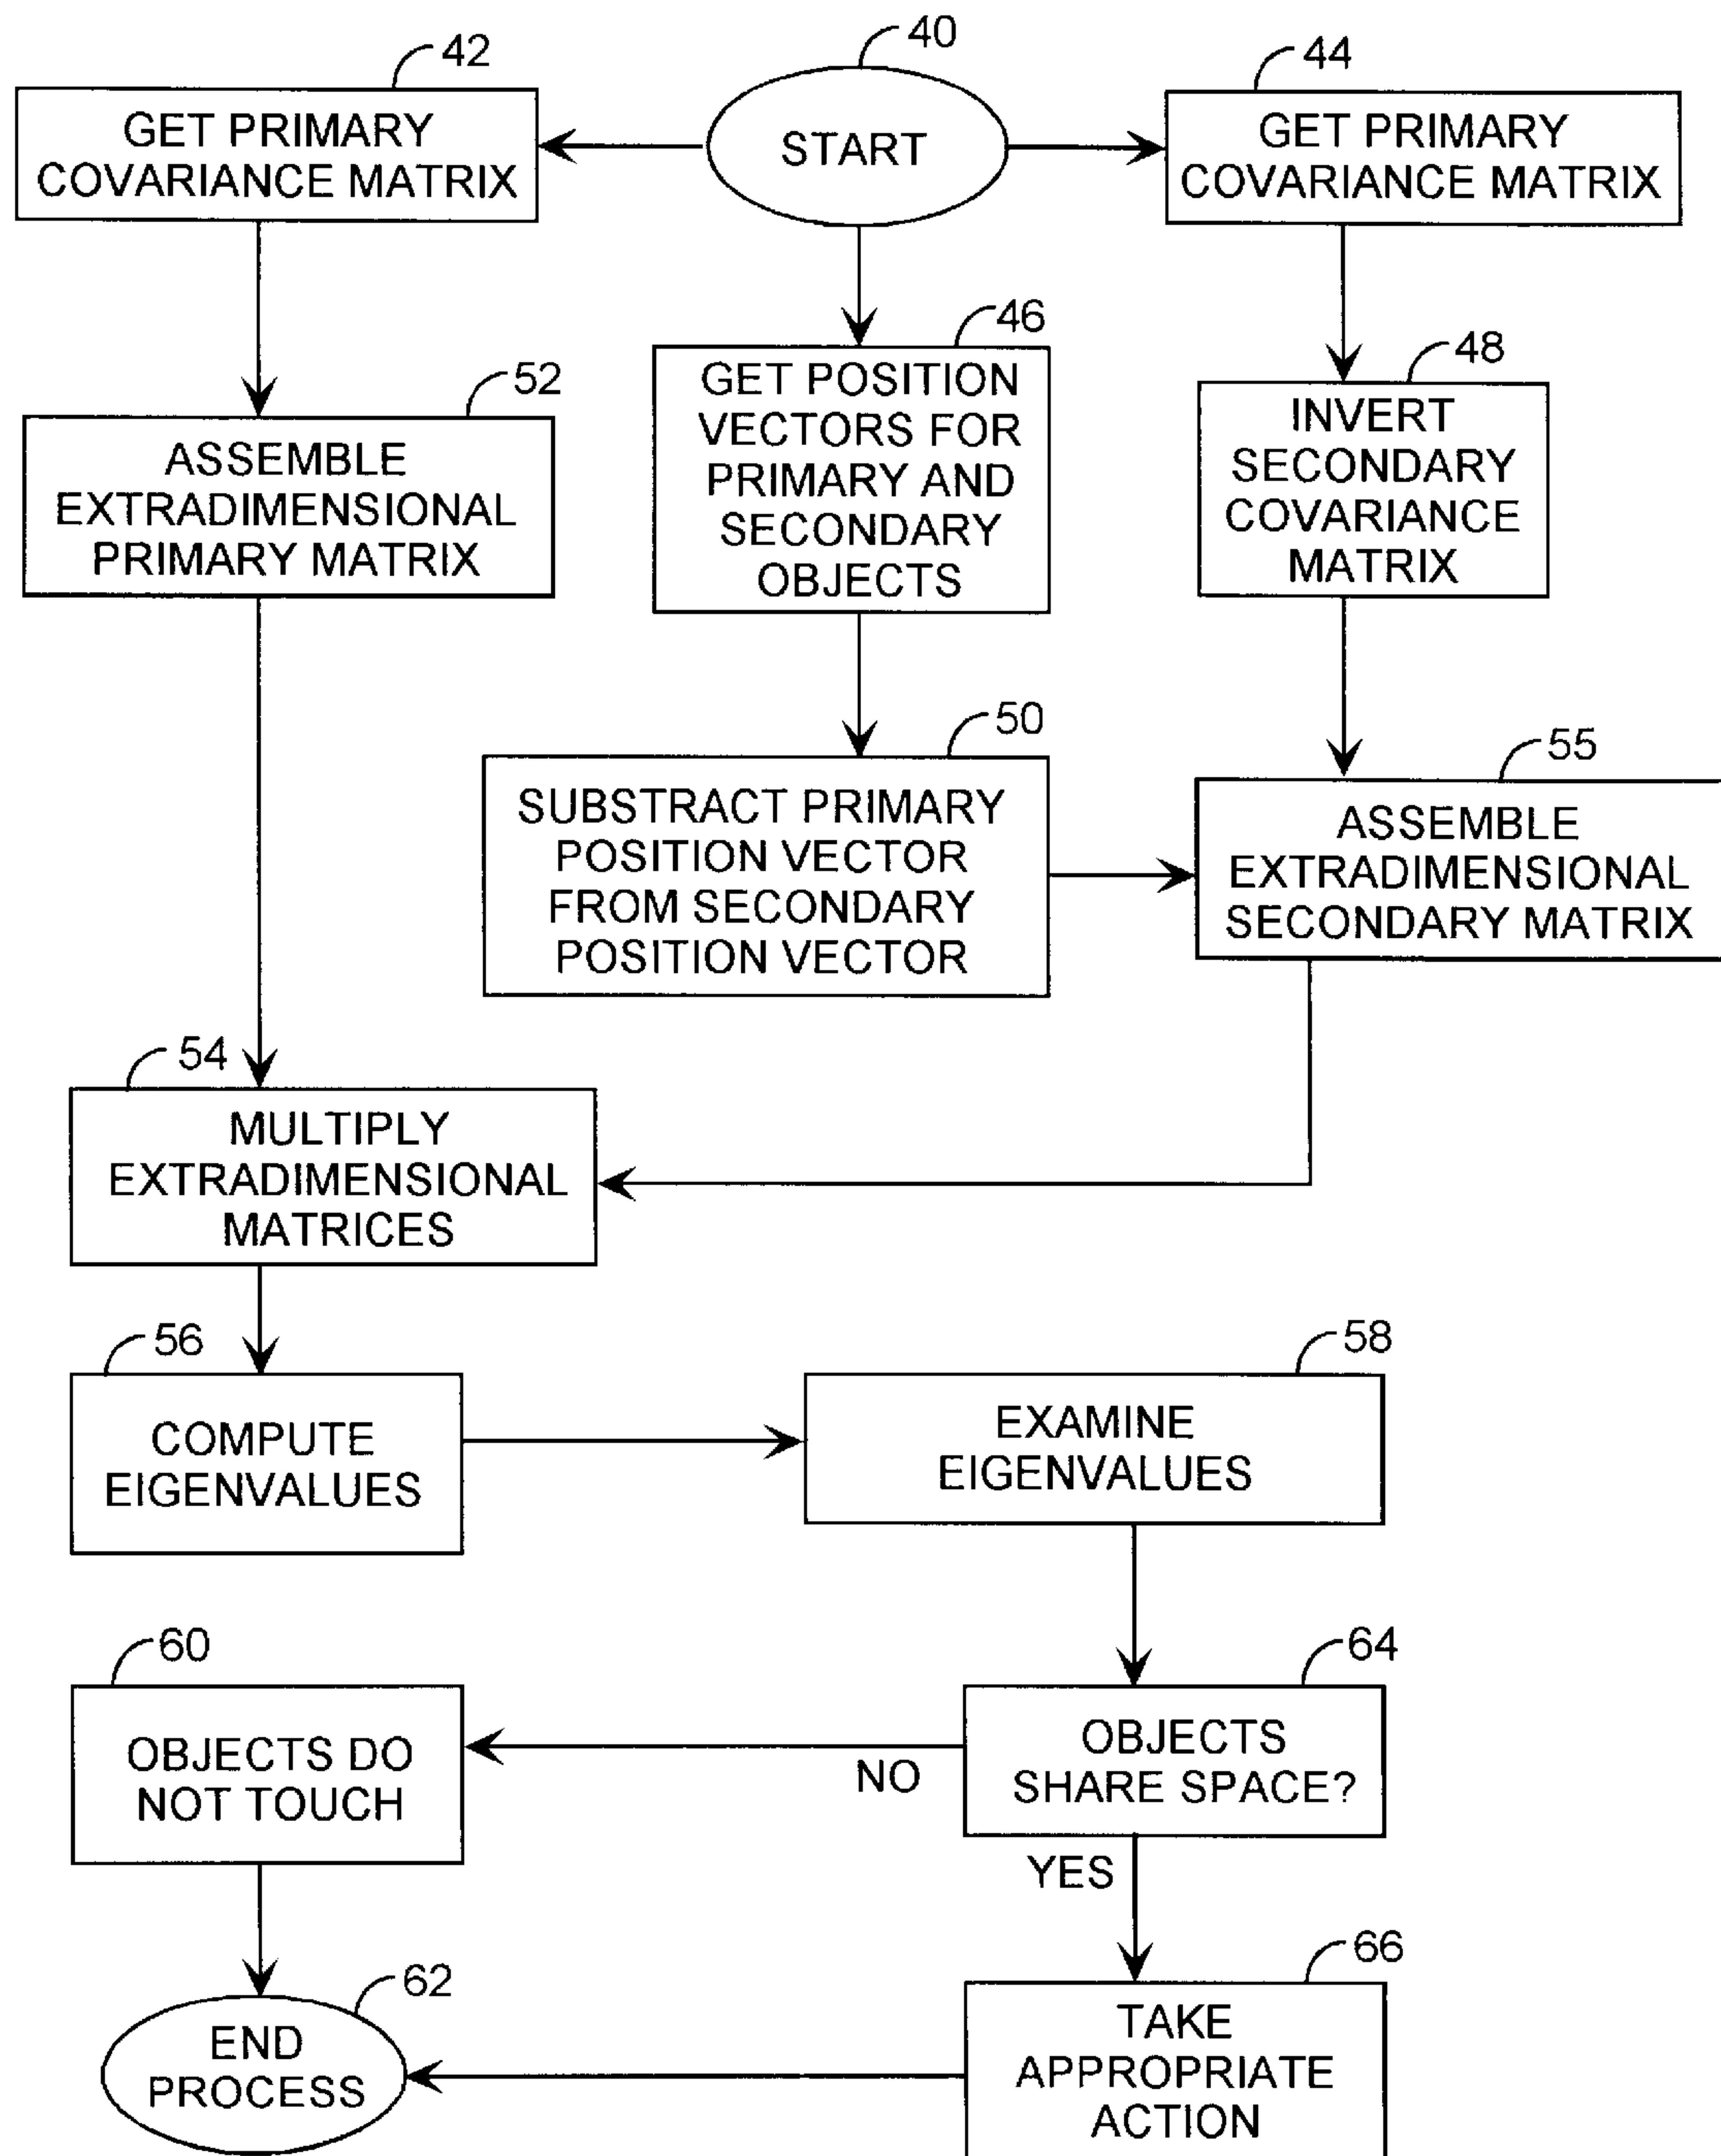 42
GET PRIMARY
COVARIANCE MATRIX
40
START
44
GET PRIMARY
COVARIANCE MATRIX
52
ASSEMBLE
EXTRADIMENSIONAL
PRIMARY MATRIX
46
GET POSITION
VECTORS FOR
PRIMARY AND
SECONDARY
OBJECTS
48
INVERT
SECONDARY
COVARIANCE
MATRIX
50
SUBSTRACT PRIMARY
POSITION VECTOR
FROM SECONDARY
POSITION VECTOR
55
ASSEMBLE
EXTRADIMENSIONAL
SECONDARY MATRIX
54
MULTIPLY
EXTRADIMENSIONAL
MATRICES
56
COMPUTE
EIGENVALUES
58
EXAMINE
EIGENVALUES
60
OBJECTS DO
NOT TOUCH
NO
64
OBJECTS
SHARE SPACE?
YES
62
END
PROCESS
66
TAKE
APPROPRIATE
ACTION